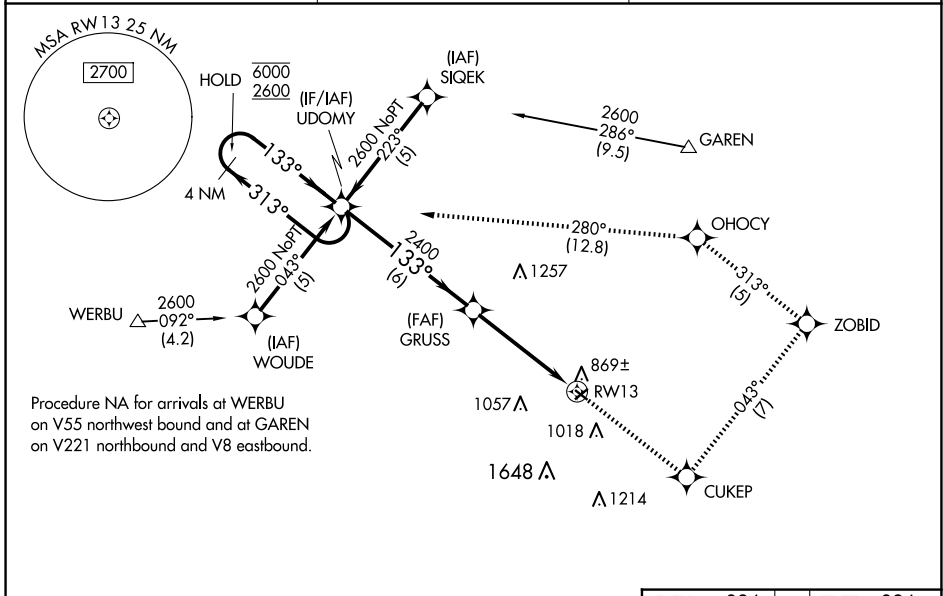 MSA RW13 25 NM
2700
HOLD
6000
2600
(IF/IAF)
UDOMY
(IAF)
SIQEK
2600 NoPT
223°
(5)
2600
286°
(9.5)
GAREN
133°
4 NM
313°
2600 NoPT
043°
(5)
2400
133°
(6)
280°
(12.8)
OHOCY
1257
313°
(5)
WERBU
2600
092°
(4.2)
(IAF)
WOUDE
(FAF)
GRUSS
ZOBID
869±
RW13
043°
(7)
1057
1018
1648
1214
CUKEP
Procedure NA for arrivals at WERBU
on V55 northwest bound and at GAREN
on V221 northbound and V8 eastbound.